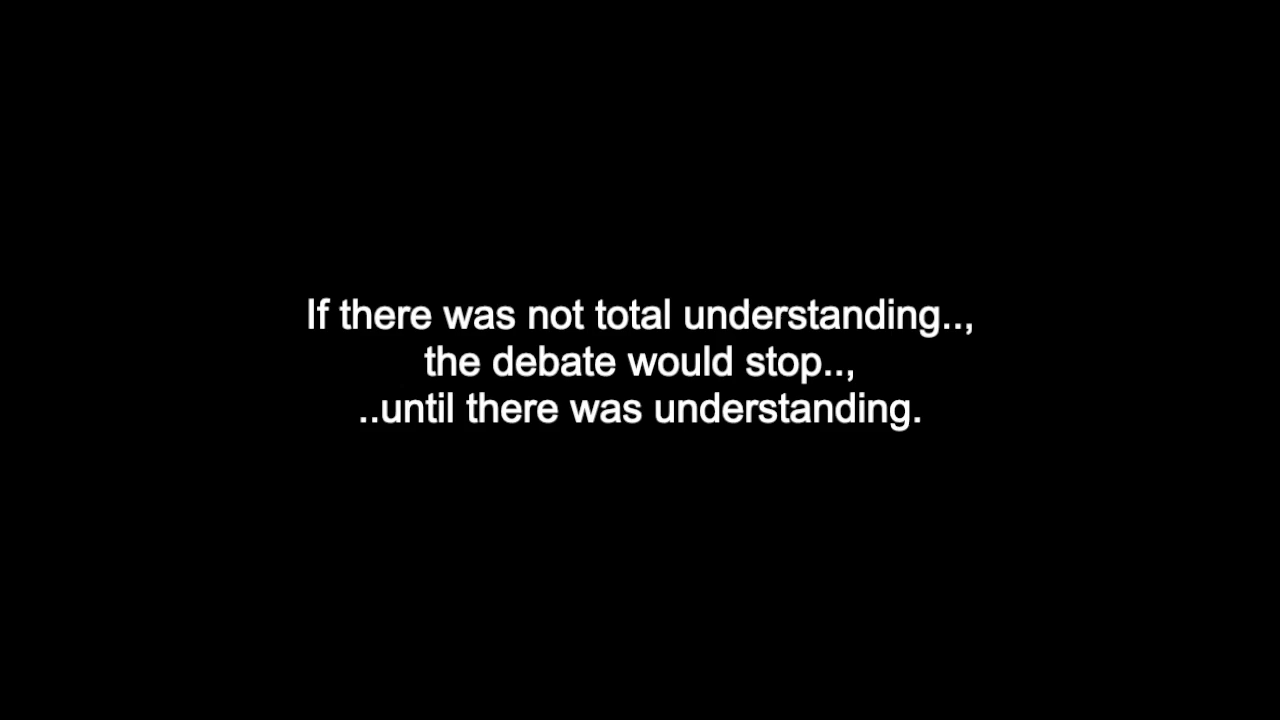 If there was not total understanding..,
the debate would stop..,
..until there was understanding.